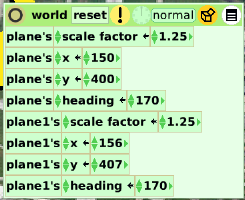 world reset ! normal
plane's scale factor ← 1.25
plane's x ← 150
plane's y ← 400
plane's heading ← 170
plane1's scale factor ← 1.25
plane1's x ← 156
plane1's y ← 407
plane1's heading ← 170